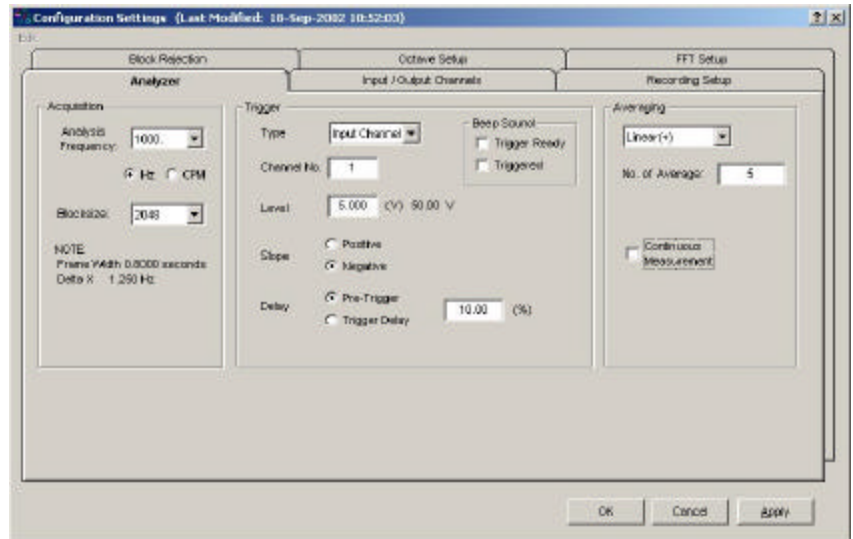 Configuration Settings (Last Modified: 18-Sep-2002 10:52:03)
Edit
Block Rejection
Octave Setup
FFT Setup
Analyzer
Input / Output Channels
Recording Setup
Acquisition
Analysis Frequency:
1000.
Hz
CPM
Blocksize:
2048
NOTE:
Frame Width 0.8000 seconds
Delta X 1.250 Hz
Trigger
Type
Input Channel
Channel No.
1
Level
5.000
(V) 50.00 V
Slope
Positive
Negative
Delay
Pre-Trigger
Trigger Delay
10.00
(%)
Beep Sound
Trigger Ready
Triggered
Averaging
Linear(+)
No. of Average:
5
Continuous
Measurement
OK
Cancel
Apply